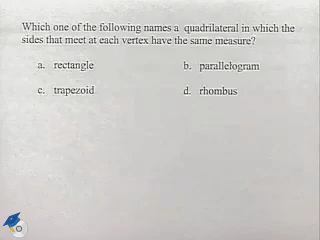 Which one of the following names a quadrilateral in which the
sides that meet at each vertex have the same measure?
a. rectangle
b. parallelogram
c. trapezoid
d. rhombus